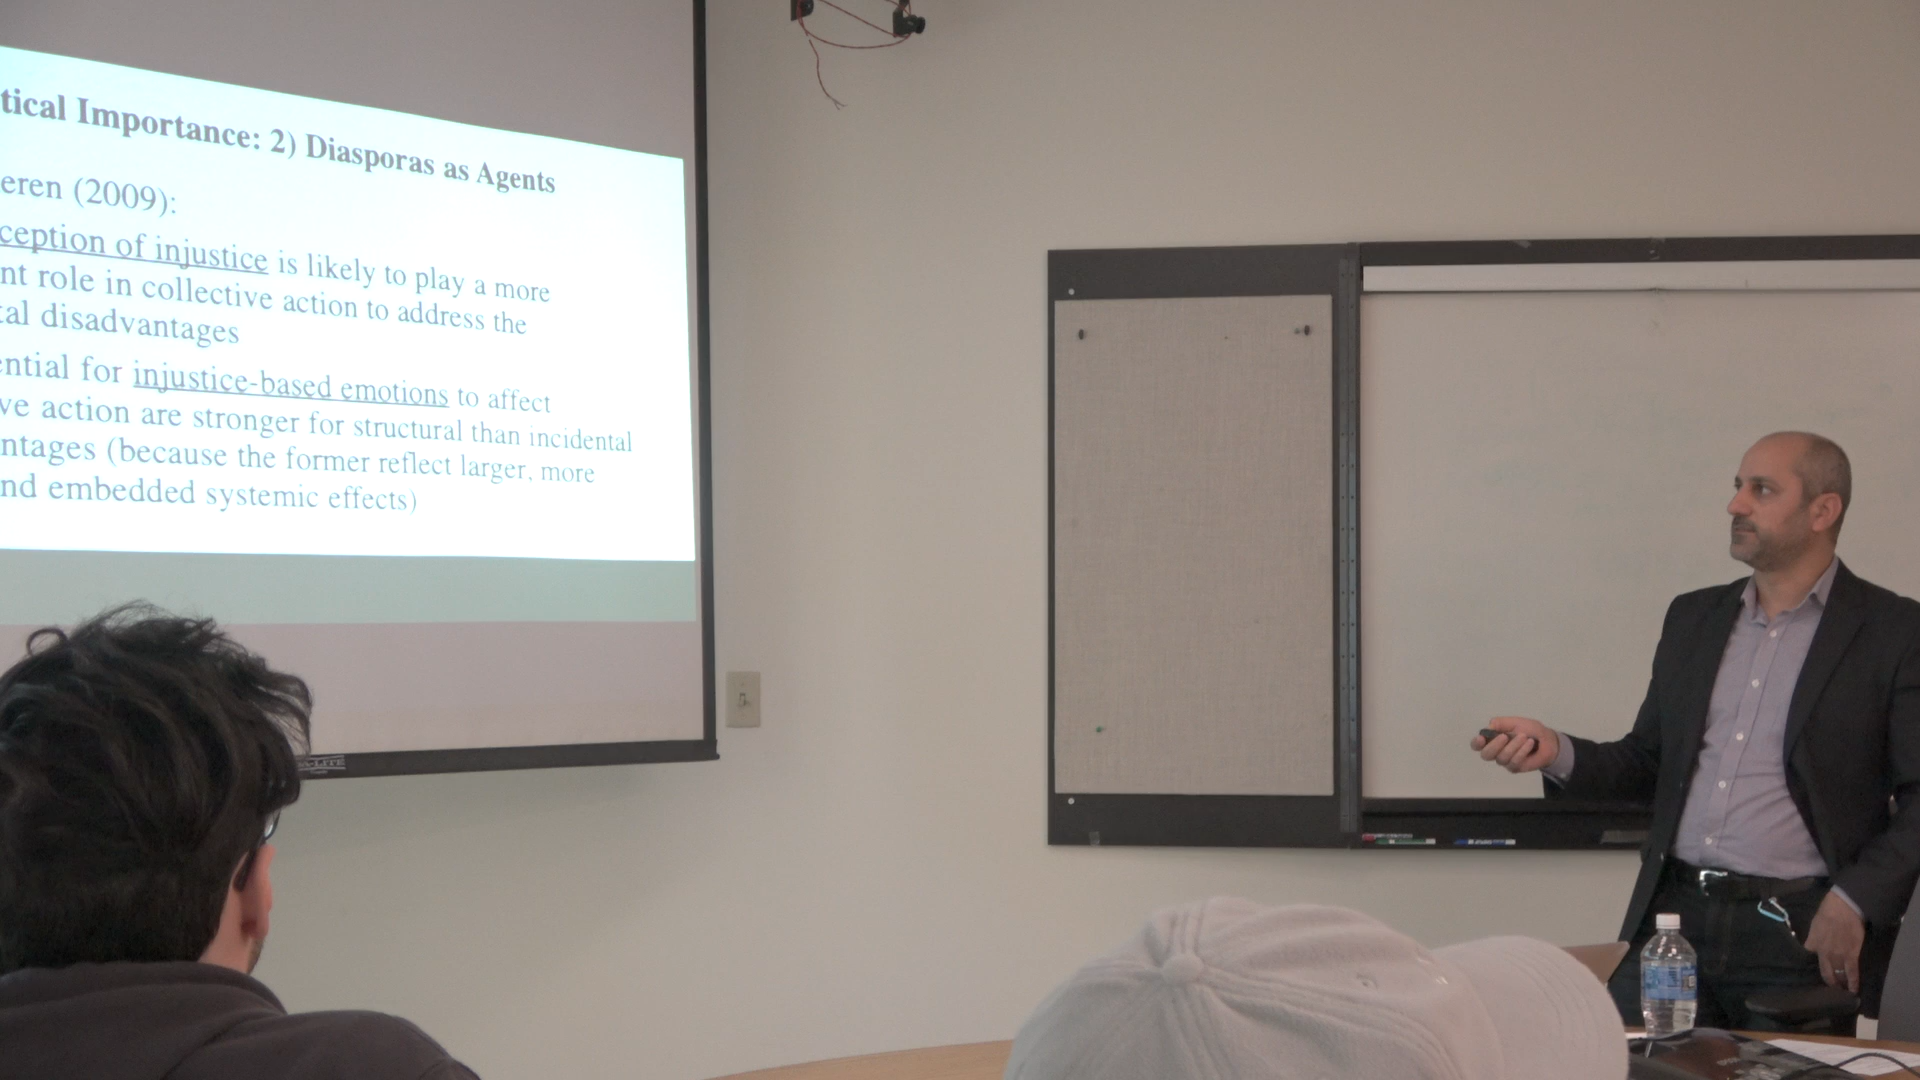 tical Importance: 2) Diasporas as Agents
eren (2009):
ception of injustice is likely to play a more
nt role in collective action to address the
tal disadvantages
ential for injustice-based emotions to affect
ve action are stronger for structural than incidental
ntages (because the former reflect larger, more
nd embedded systemic effects)
A-LITE